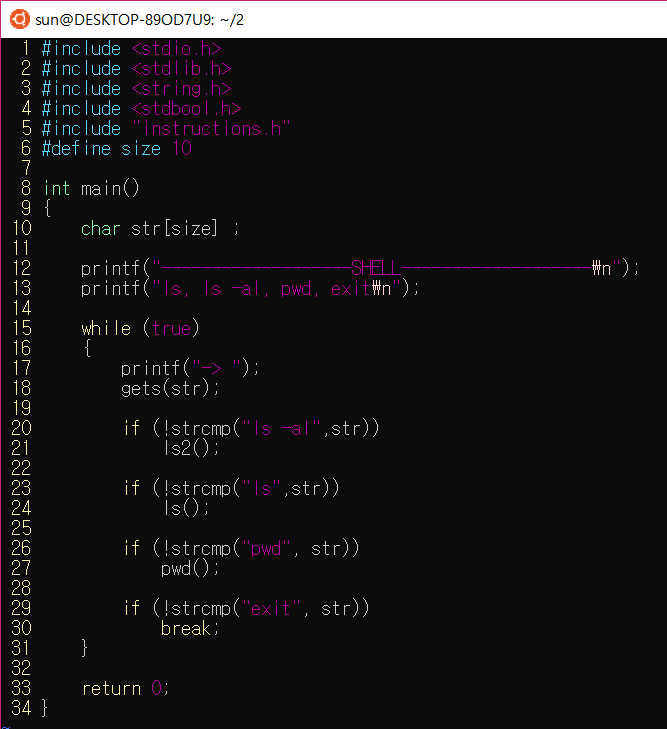 sun@DESKTOP-89OD7U9: ~/2
1 #include <stdio.h>
2 #include <stdlib.h>
3 #include <string.h>
4 #include <stdbool.h>
5 #include "instructions.h"
6 #define size 10
7
8 int main()
9 {
10     char str[size] ;
11
12     printf("-------------------SHELL-------------------₩n");
13     printf("ls, ls -al, pwd, exit₩n");
14
15     while (true)
16     {
17         printf("-> ");
18         gets(str);
19
20         if (!strcmp("ls -al",str))
21             ls2();
22
23         if (!strcmp("ls",str))
24             ls();
25
26         if (!strcmp("pwd", str))
27             pwd();
28
29         if (!strcmp("exit", str))
30             break;
31     }
32
33     return 0;
34 }
~